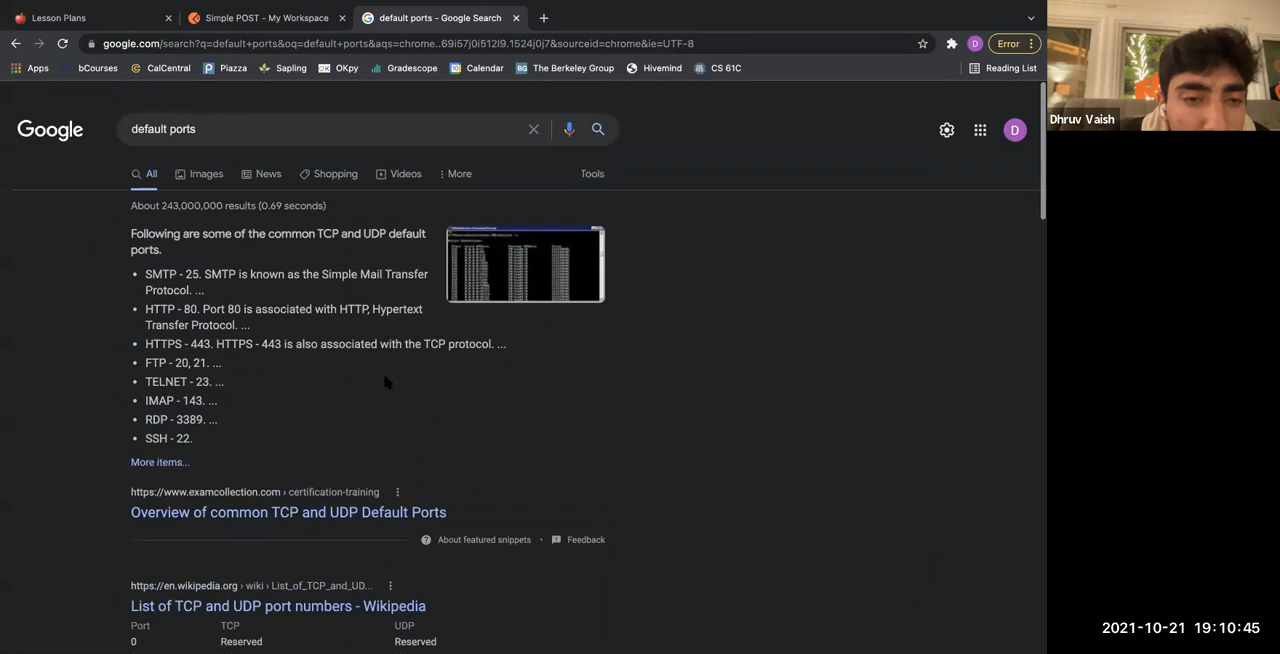 Lesson Plans
Simple POST - My Workspace
default ports - Google Search
google.com/search?q=default+ports&oq=default+ports&aqs=chrome..69i57j0i512l9.1524j0j7&sourceid=chrome&ie=UTF-8
D
Error
Apps
bCourses
CalCentral
Piazza
Sapling
OK OKpy
Gradescope
Calendar
BG The Berkeley Group
Hivemind
CS 61C
Reading List
Google
default ports
D
All
Images
News
Shopping
Videos
More
Tools
About 243,000,000 results (0.69 seconds)
Following are some of the common TCP and UDP default
ports.
• SMTP - 25. SMTP is known as the Simple Mail Transfer
Protocol. ...
• HTTP - 80. Port 80 is associated with HTTP, Hypertext
Transfer Protocol. ...
• HTTPS - 443. HTTPS - 443 is also associated with the TCP protocol. ...
• FTP - 20, 21. ...
• TELNET - 23. ...
• IMAP - 143. ...
• RDP - 3389. ...
• SSH - 22.
More items...
https://www.examcollection.com › certification-training
Overview of common TCP and UDP Default Ports
About featured snippets
•
Feedback
https://en.wikipedia.org › wiki › List_of_TCP_and_UD...
List of TCP and UDP port numbers - Wikipedia
Port TCP UDP
0 Reserved Reserved
Dhruv Vaish
2021-10-21 19:10:45